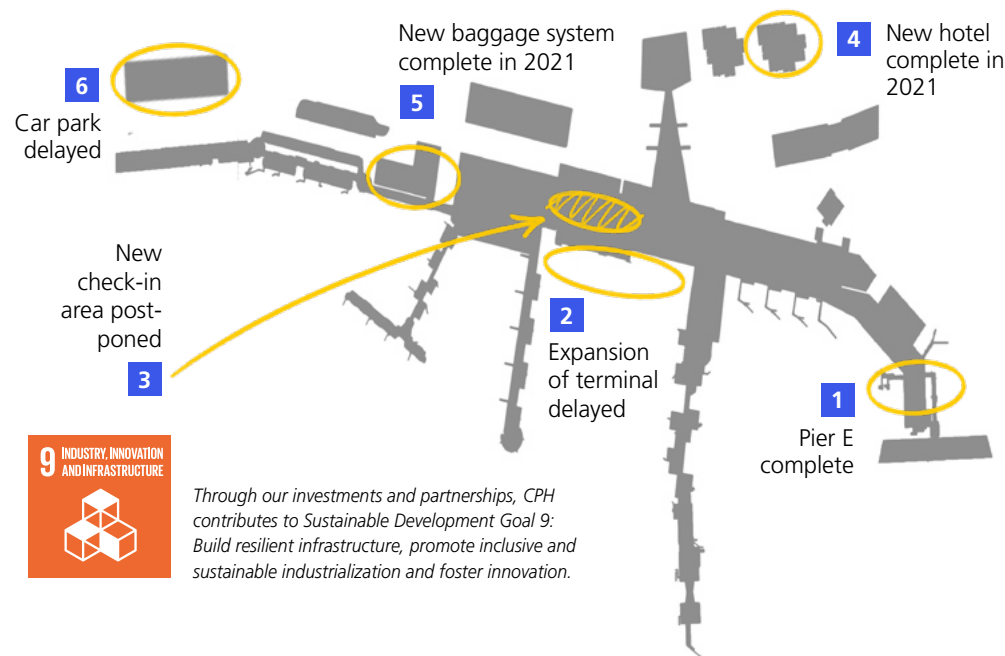 New baggage system
complete in 2021
5
4
New hotel
complete in
2021
6
Car park
delayed
New
check-in
area post-
poned
3
2
Expansion
of terminal
delayed
1
Pier E
complete
9 INDUSTRY, INNOVATION
AND INFRASTRUCTURE
Through our investments and partnerships, CPH
contributes to Sustainable Development Goal 9:
Build resilient infrastructure, promote inclusive and
sustainable industrialization and foster innovation.